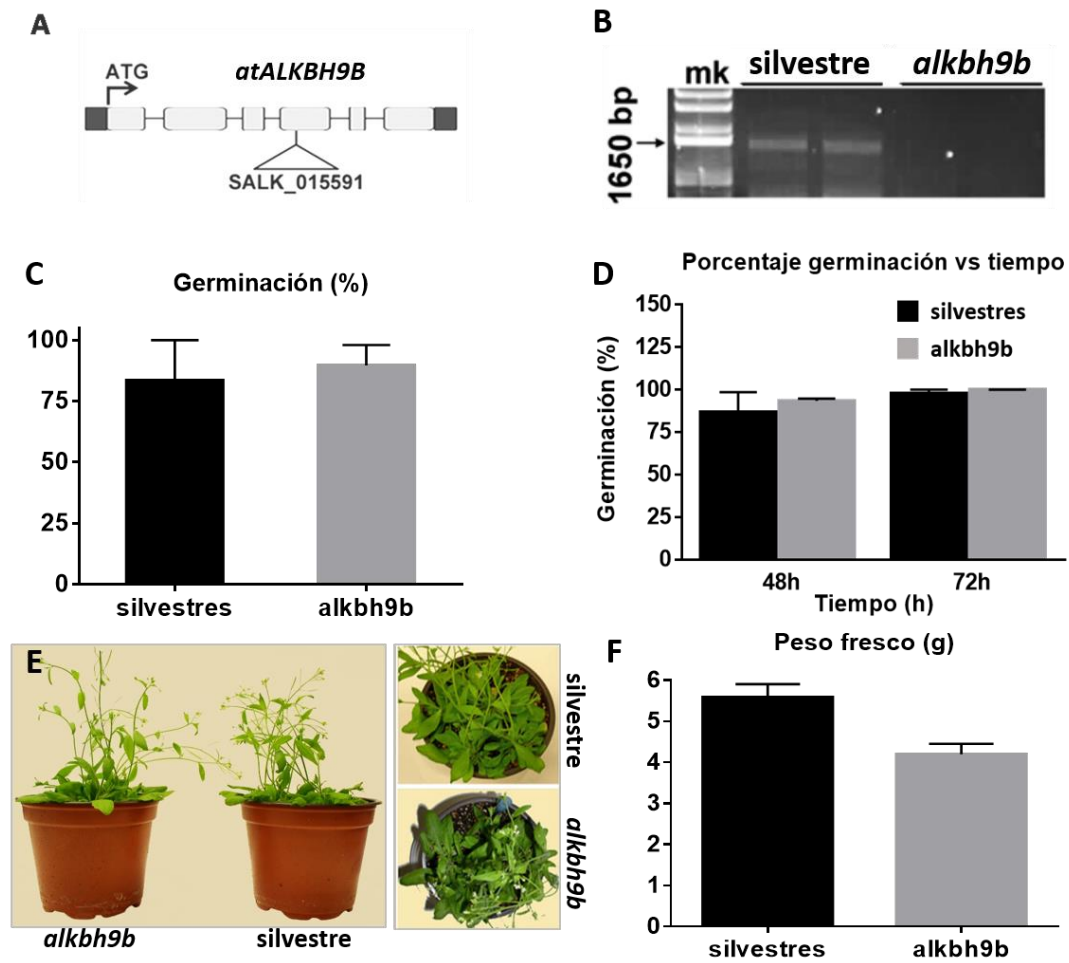 A
ATG
atALKBH9B
SALK_015591
B
mk
silvestre
alkbh9b
1650 bp
C
Germinación (%)
100
75
50
25
0
silvestres
alkbh9b
D
Porcentaje germinación vs tiempo
Germinación (%)
150
125
100
75
50
25
0
silvestres
alkbh9b
48h
72h
Tiempo (h)
E
alkbh9b
silvestre
silvestre
alkbh9b
F
Peso fresco (g)
6
5
4
3
2
1
0
silvestres
alkbh9b